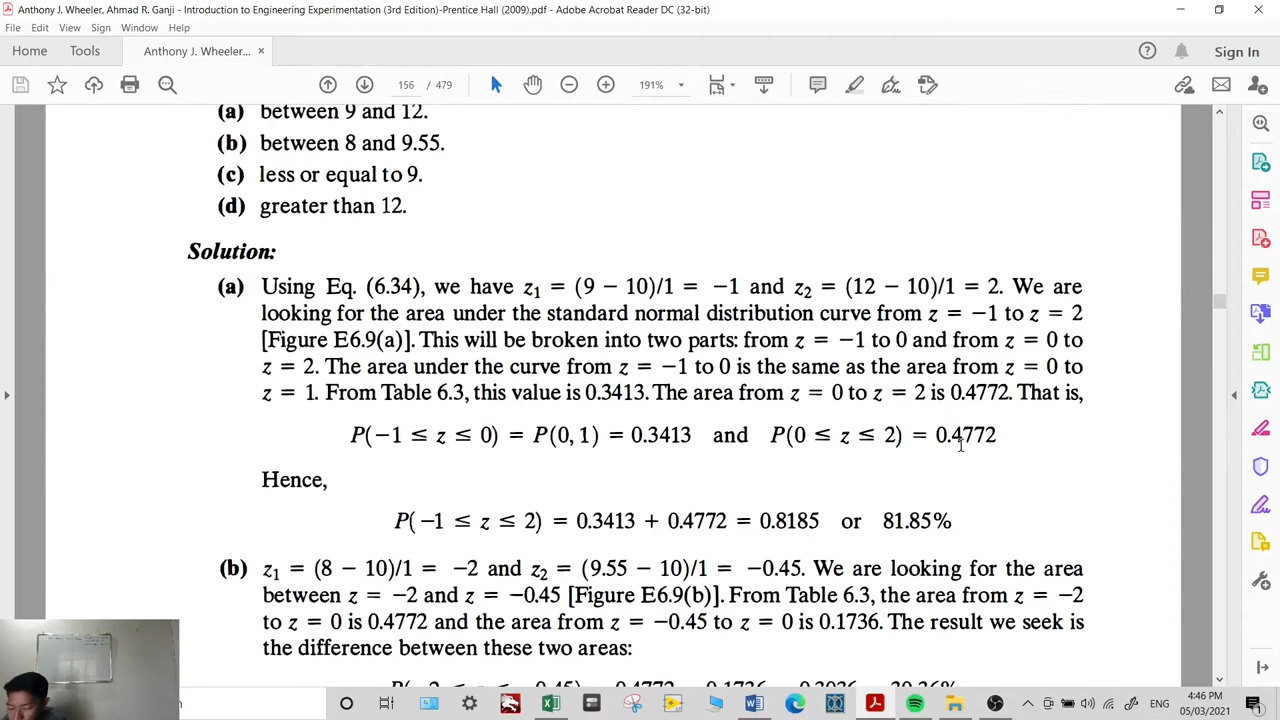 Anthony J. Wheeler, Ahmad R. Ganji - Introduction to Engineering Experimentation (3rd Edition)-Prentice Hall (2009).pdf - Adobe Acrobat Reader DC (32-bit)
File Edit View Sign Window Help
Home Tools Anthony J. Wheeler... × Sign In
156 / 479 191%
(a) between 9 and 12.
(b) between 8 and 9.55.
(c) less or equal to 9.
(d) greater than 12.
Solution:
(a) Using Eq. (6.34), we have z₁ = (9 − 10)/1 = −1 and z₂ = (12 − 10)/1 = 2. We are
looking for the area under the standard normal distribution curve from z = −1 to z = 2
[Figure E6.9(a)]. This will be broken into two parts: from z = −1 to 0 and from z = 0 to
z = 2. The area under the curve from z = −1 to 0 is the same as the area from z = 0 to
z = 1. From Table 6.3, this value is 0.3413. The area from z = 0 to z = 2 is 0.4772. That is,
P(−1 ≤ z ≤ 0) = P(0, 1) = 0.3413 and P(0 ≤ z ≤ 2) = 0.4772
Hence,
P(−1 ≤ z ≤ 2) = 0.3413 + 0.4772 = 0.8185 or 81.85%
(b) z₁ = (8 − 10)/1 = −2 and z₂ = (9.55 − 10)/1 = −0.45. We are looking for the area
between z = −2 and z = −0.45 [Figure E6.9(b)]. From Table 6.3, the area from z = −2
to z = 0 is 0.4772 and the area from z = −0.45 to z = 0 is 0.1736. The result we seek is
the difference between these two areas:
4:46 PM
05/03/2021